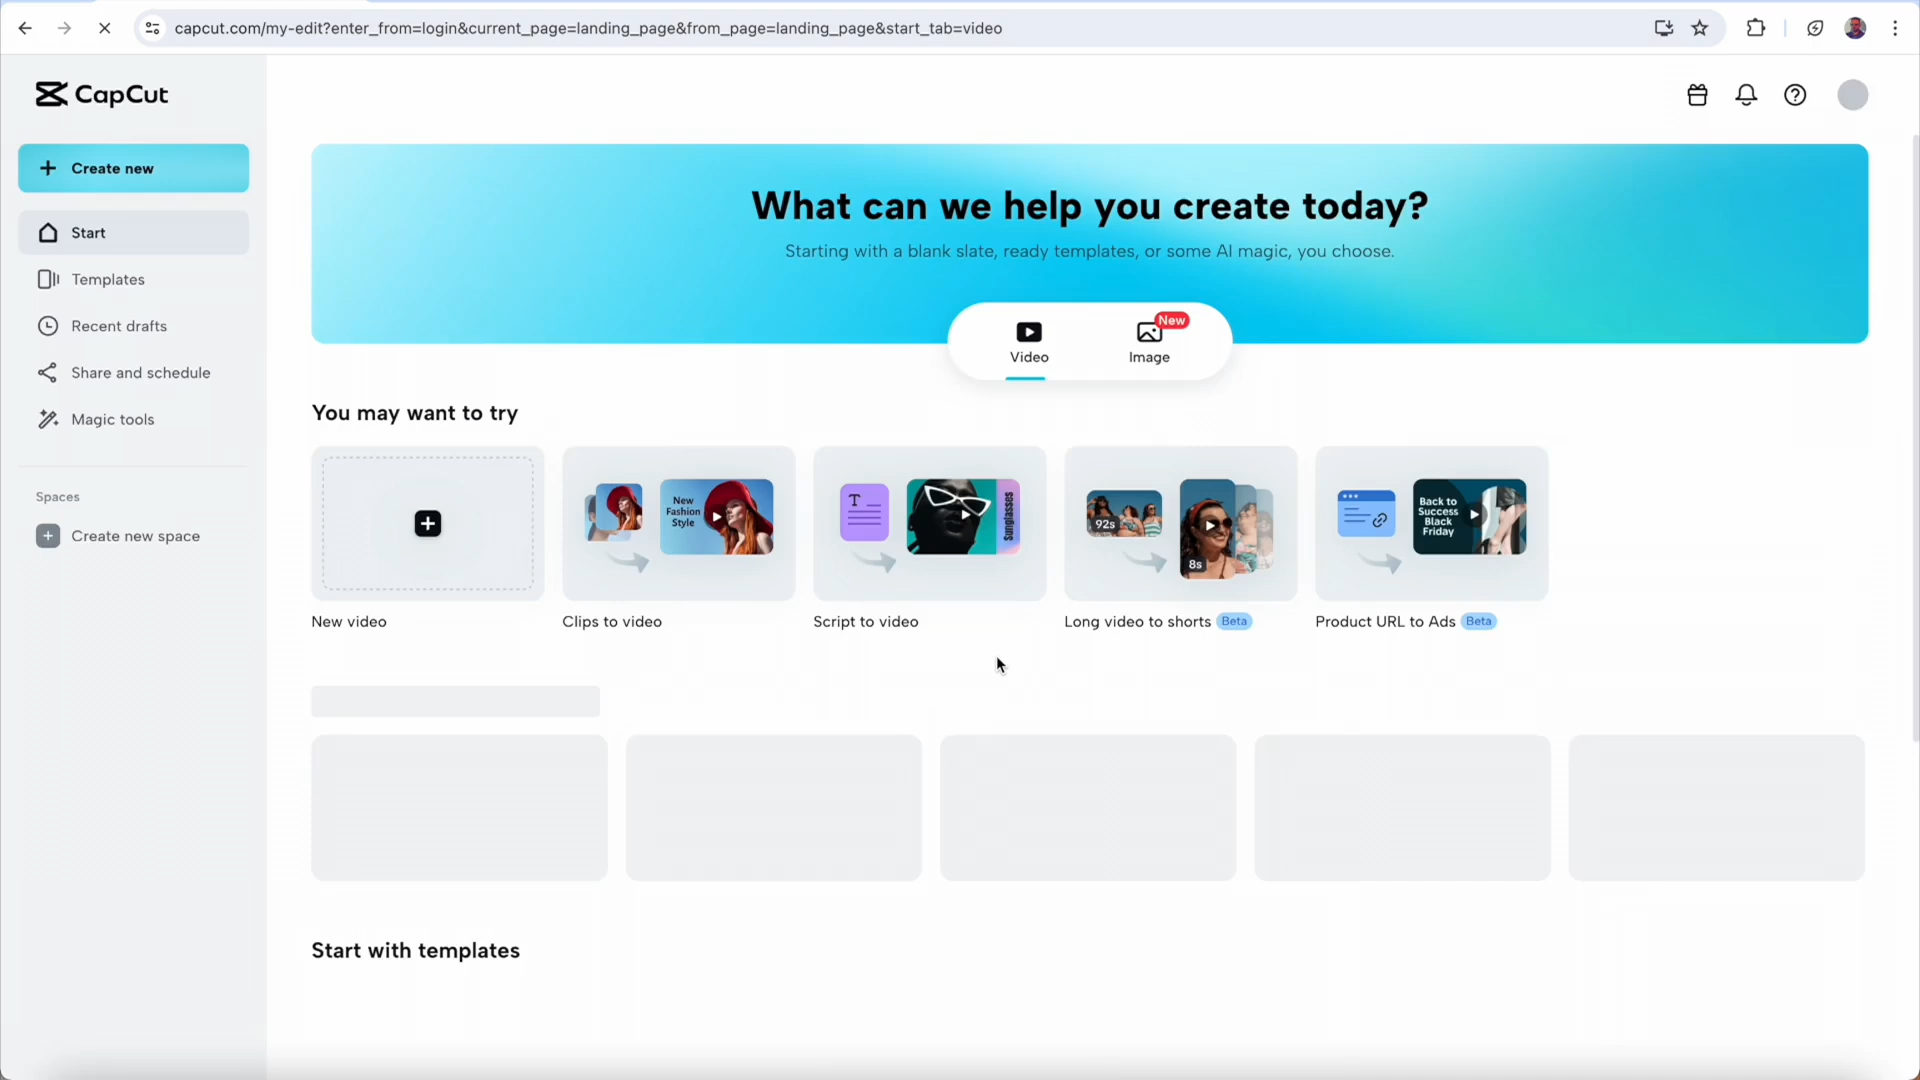 capcut.com/my-edit?enter_from=login&current_page=landing_page&from_page=landing_page&start_tab=video
CapCut
Create new
Start
Templates
Recent drafts
Share and schedule
Magic tools
Spaces
Create new space
What can we help you create today?
Starting with a blank slate, ready templates, or some AI magic, you choose.
Video
Image
New
You may want to try
New
Fashion
Style
T
Sunglasses
92s
8s
Back to
Success
Black
Friday
New video
Clips to video
Script to video
Long video to shorts Beta
Product URL to Ads Beta
Start with templates